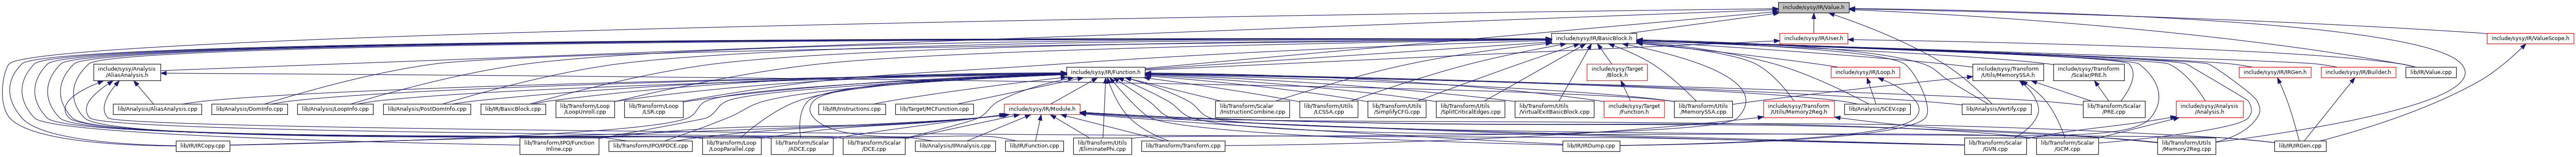 include/sysy/IR/Value.h
include/sysy/IR/BasicBlock.h
include/sysy/IR/User.h
include/sysy/IR/ValueScope.h
include/sysy/Analysis
/AliasAnalysis.h
include/sysy/IR/Function.h
include/sysy/Target
/Block.h
include/sysy/IR/Loop.h
include/sysy/Transform
/Utils/MemorySSA.h
include/sysy/Transform
/Scalar/PRE.h
include/sysy/IR/IRGen.h
include/sysy/IR/Builder.h
lib/IR/Value.cpp
lib/Analysis/AliasAnalysis.cpp
lib/Analysis/DomInfo.cpp
lib/Analysis/LoopInfo.cpp
lib/Analysis/PostDomInfo.cpp
lib/IR/BasicBlock.cpp
lib/Transform/Loop
/LoopUnroll.cpp
lib/Transform/Loop
/LSR.cpp
lib/IR/Instructions.cpp
lib/Target/MCFunction.cpp
include/sysy/IR/Module.h
lib/Transform/Scalar
/InstructionCombine.cpp
lib/Transform/Utils
/LCSSA.cpp
lib/Transform/Utils
/SimplifyCFG.cpp
lib/Transform/Utils
/SplitCriticalEdges.cpp
lib/Transform/Utils
/VirtualExitBasicBlock.cpp
include/sysy/Target
/Function.h
lib/Transform/Utils
/MemorySSA.cpp
include/sysy/Transform
/Utils/Memory2Reg.h
lib/Analysis/SCEV.cpp
lib/Analysis/Vertify.cpp
lib/Transform/Scalar
/PRE.cpp
include/sysy/Analysis
/Analysis.h
lib/IR/IRCopy.cpp
lib/Transform/IPO/Function
Inline.cpp
lib/Transform/IPO/IPDCE.cpp
lib/Transform/Loop
/LoopParallel.cpp
lib/Transform/Scalar
/ADCE.cpp
lib/Transform/Scalar
/DCE.cpp
lib/Analysis/IPAnalysis.cpp
lib/IR/Function.cpp
lib/Transform/Utils
/EliminatePhi.cpp
lib/Transform/Transform.cpp
lib/IR/IRDump.cpp
lib/Transform/Scalar
/GVN.cpp
lib/Transform/Scalar
/GCM.cpp
lib/Transform/Utils
/Memory2Reg.cpp
lib/IR/IRGen.cpp